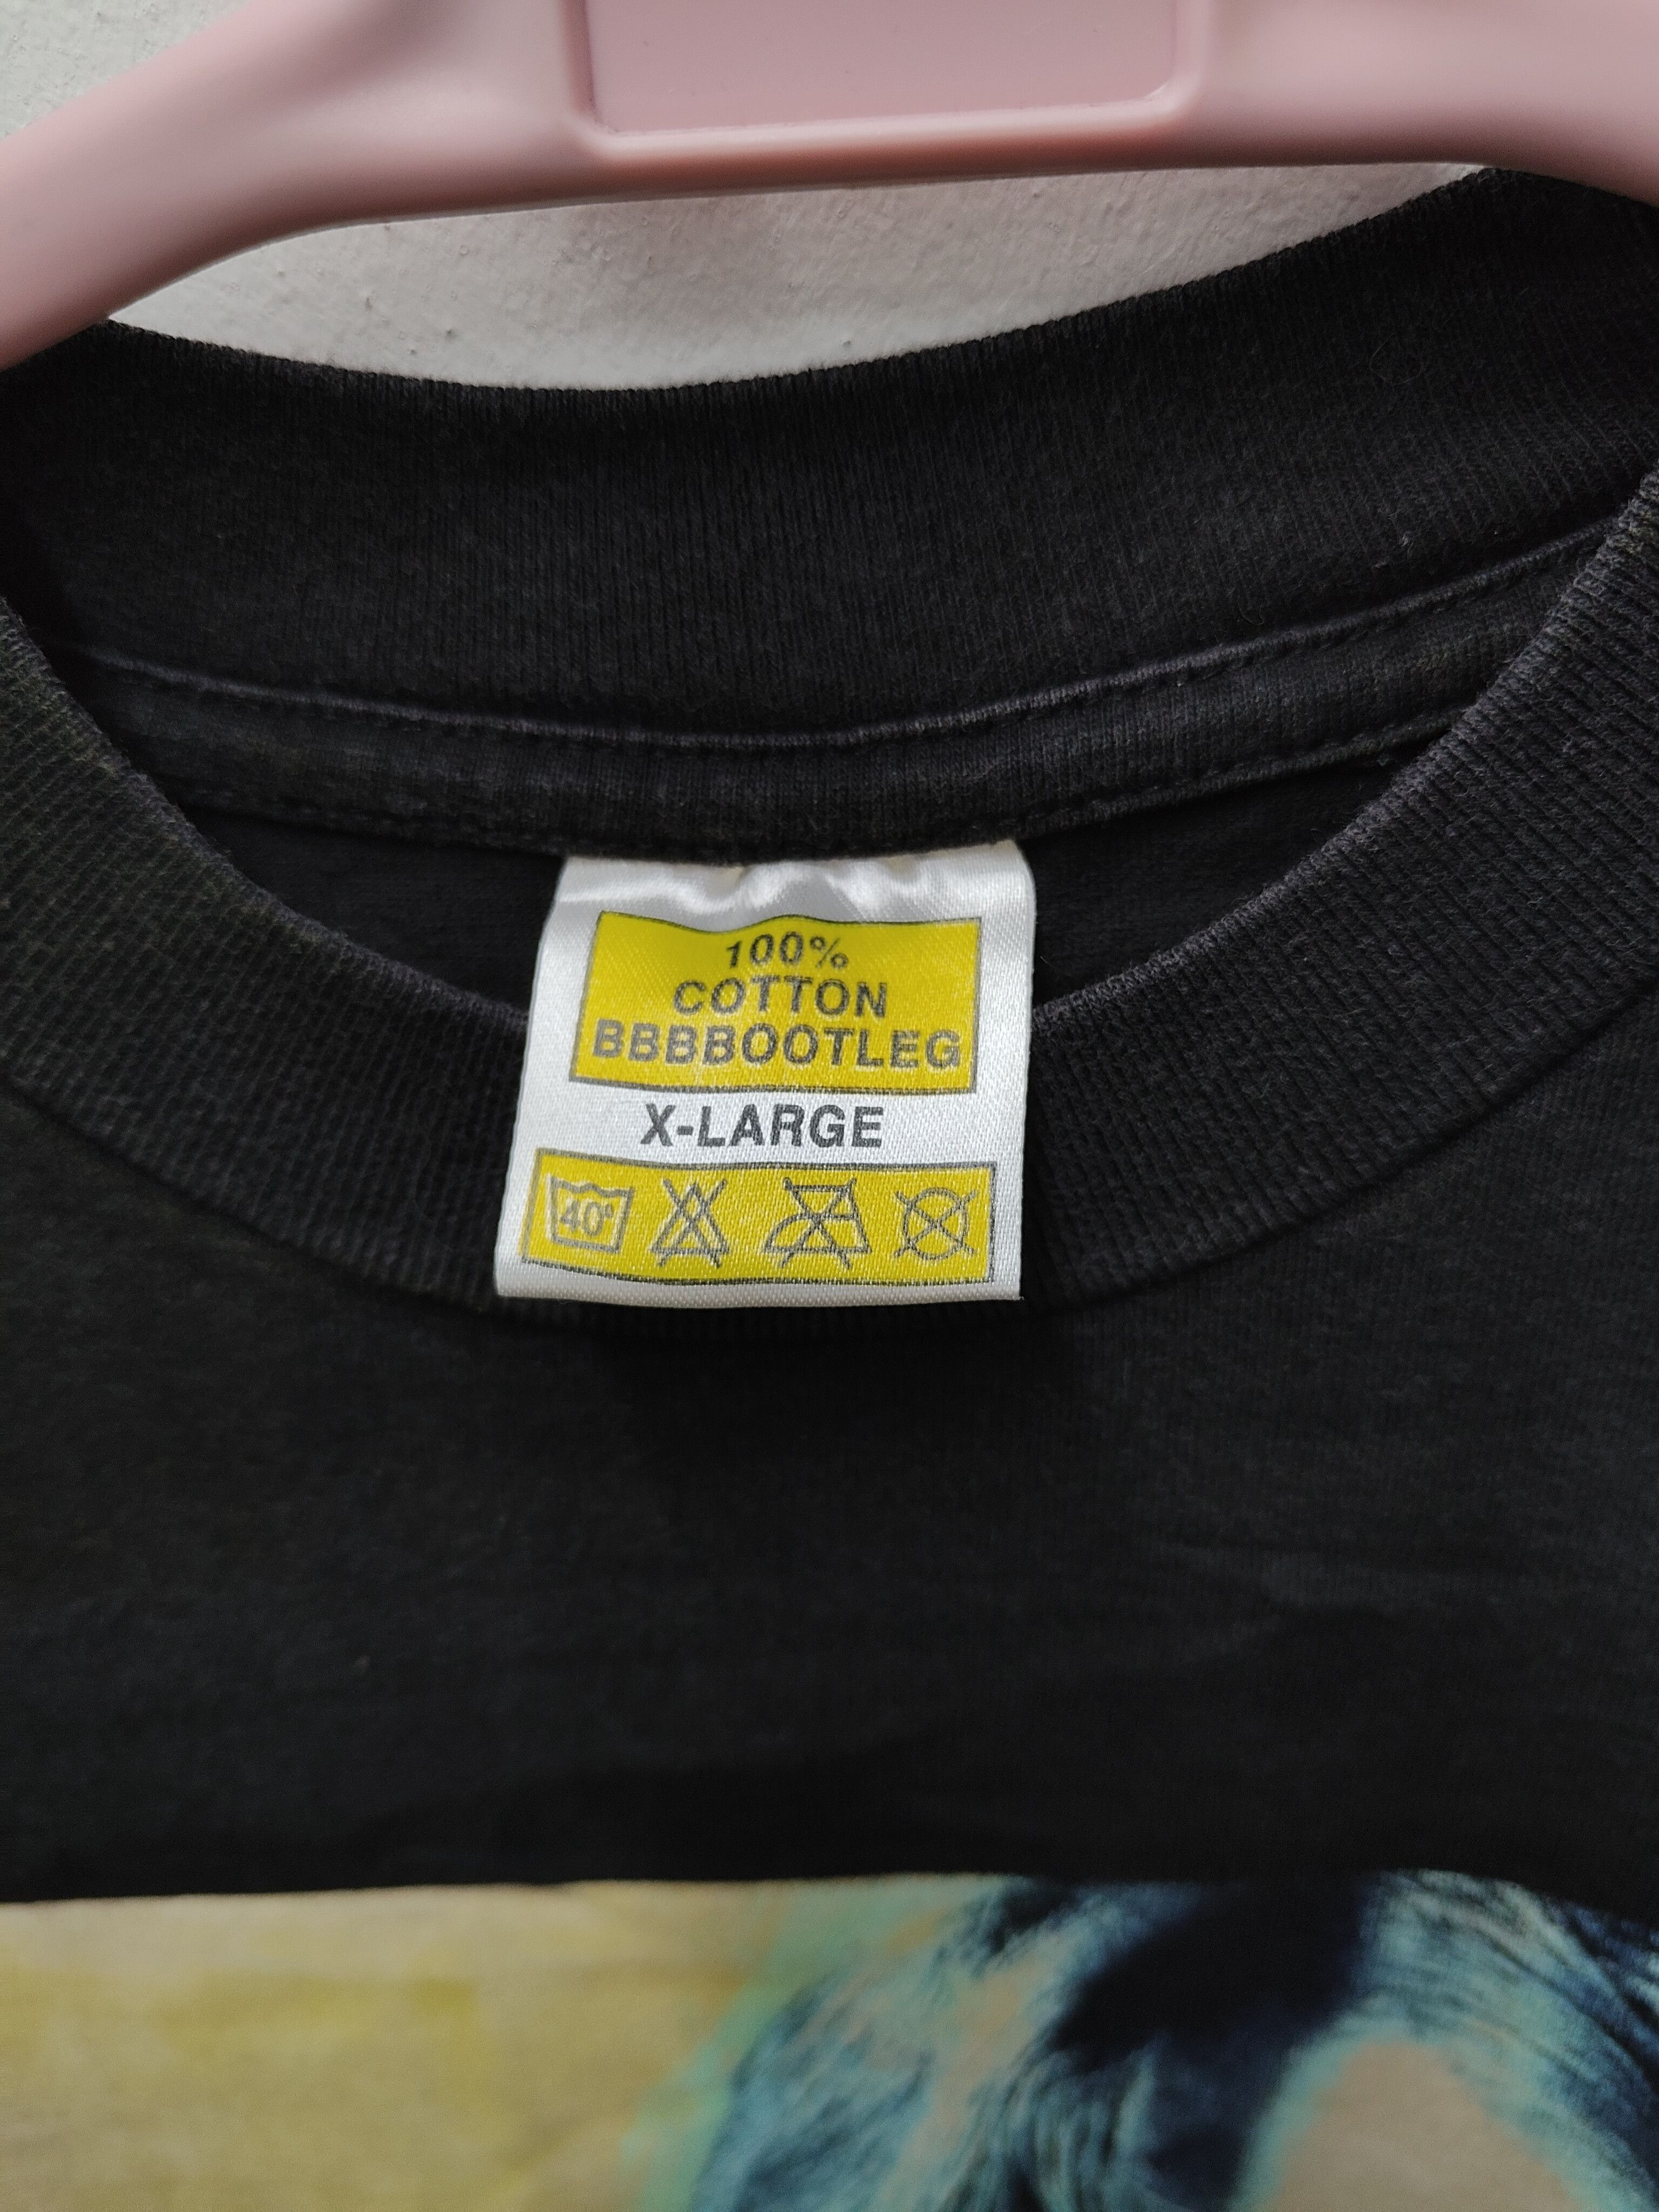 100%
COTTON
BBBBOOTLEG
X-LARGE
40°